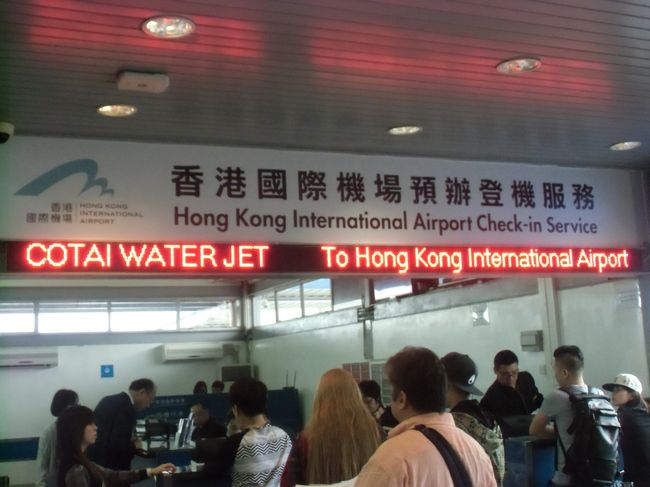 香港國際機場預辦登機服務
Hong Kong International Airport Check-in Service
香港
國際機場
HONG KONG
INTERNATIONAL
AIRPORT
COTAI WATER JET To Hong Kong International Airport